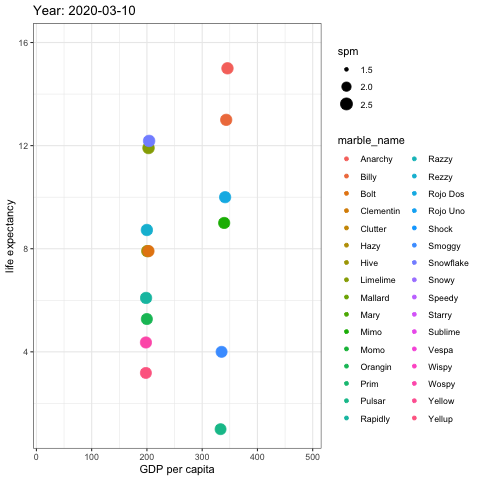 Year: 2020-03-10
16
12
8
4
life expectancy
0 100 200 300 400 500
GDP per capita
spm
1.5
2.0
2.5
marble_name
Anarchy Razzy
Billy Rezzy
Bolt Rojo Dos
Clementin Rojo Uno
Clutter Shock
Hazy Smoggy
Hive Snowflake
Limelime Snowy
Mallard Speedy
Mary Starry
Mimo Sublime
Momo Vespa
Orangin Wispy
Prim Wospy
Pulsar Yellow
Rapidly Yellup